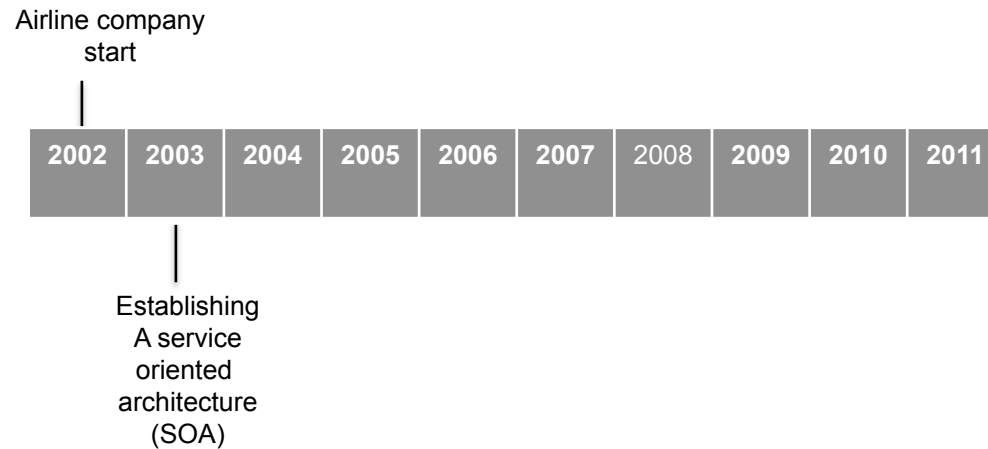 Airline company
start
2002 2003 2004 2005 2006 2007 2008 2009 2010 2011
Establishing
A service
oriented
architecture
(SOA)